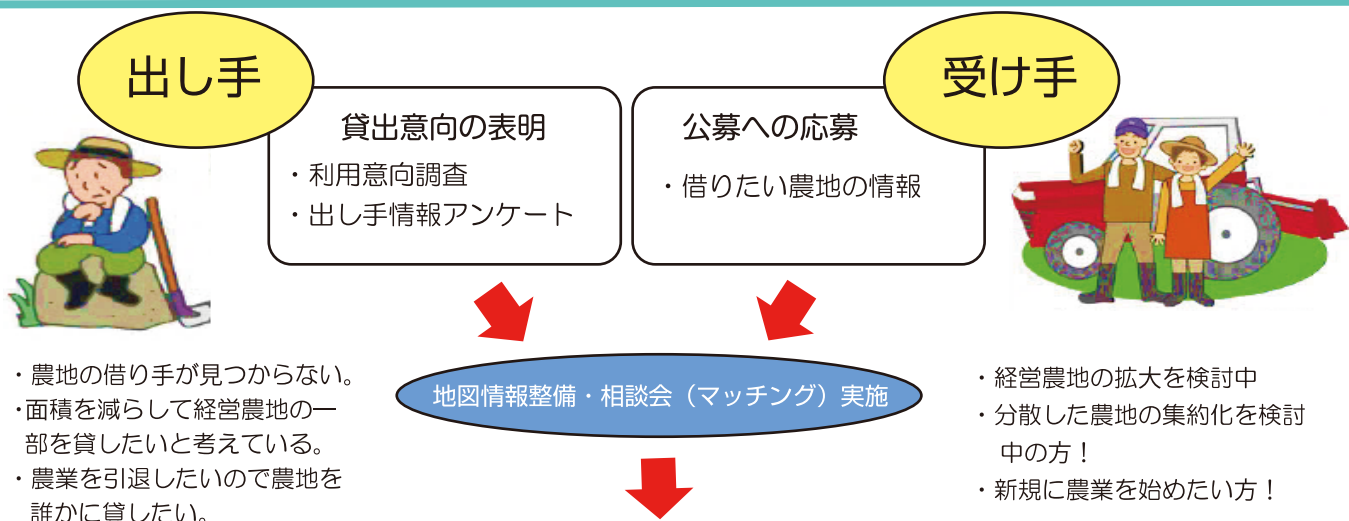 出し手
貸出意向の表明
・利用意向調査
・出し手情報アンケート
受け手
公募への応募
・借りたい農地の情報
地図情報整備・相談会（マッチング）実施
・農地の借り手が見つからない。
・面積を減らして経営農地の一
部を貸したいと考えている。
・農業を引退したいので農地を
誰かに貸したい。
・経営農地の拡大を検討中
・分散した農地の集約化を検討
中の方！
・新規に農業を始めたい方！